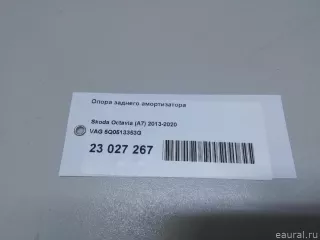 Опора заднего амортизатора
Skoda Octavia (A7) 2013-2020
VAG 5Q0513353G
23 027 267
eaural.ru